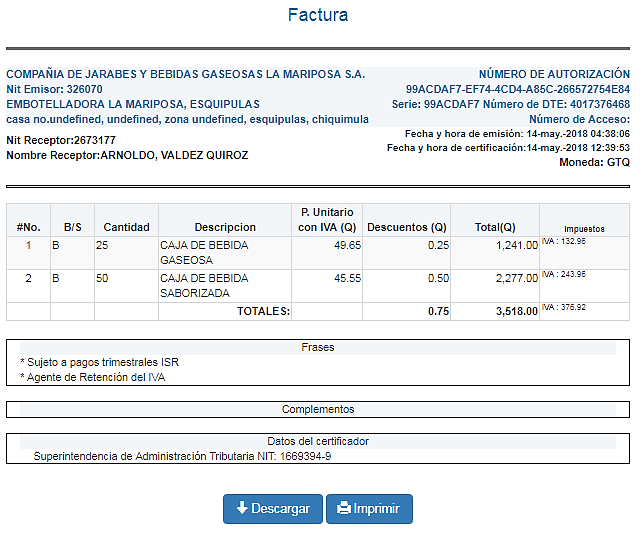 Factura
COMPAÑIA DE JARABES Y BEBIDAS GASEOSAS LA MARIPOSA S.A.
Nit Emisor: 326070
EMBOTELLADORA LA MARIPOSA, ESQUIPULAS
casa no.undefined, undefined, zona undefined, esquipulas, chiquimula
NÚMERO DE AUTORIZACIÓN
99ACDAF7-EF74-4CD4-A85C-266572754E84
Serie: 99ACDAF7 Número de DTE: 4017376468
Número de Acceso:
Nit Receptor:2673177
Nombre Receptor:ARNOLDO, VALDEZ QUIROZ
Fecha y hora de emisión: 14-may.-2018 04:38:06
Fecha y hora de certificación:14-may.-2018 12:39:53
Moneda: GTQ
#No. B/S Cantidad Descripcion P. Unitario con IVA (Q) Descuentos (Q) Total(Q) Impuestos
1 B 25 CAJA DE BEBIDA GASEOSA 49.65 0.25 1,241.00 IVA : 132.96
2 B 50 CAJA DE BEBIDA SABORIZADA 45.55 0.50 2,277.00 IVA : 243.96
TOTALES: 0.75 3,518.00 IVA : 376.92
Frases
* Sujeto a pagos trimestrales ISR
* Agente de Retención del IVA
Complementos
Datos del certificador
Superintendencia de Administración Tributaria NIT: 1669394-9
Descargar Imprimir